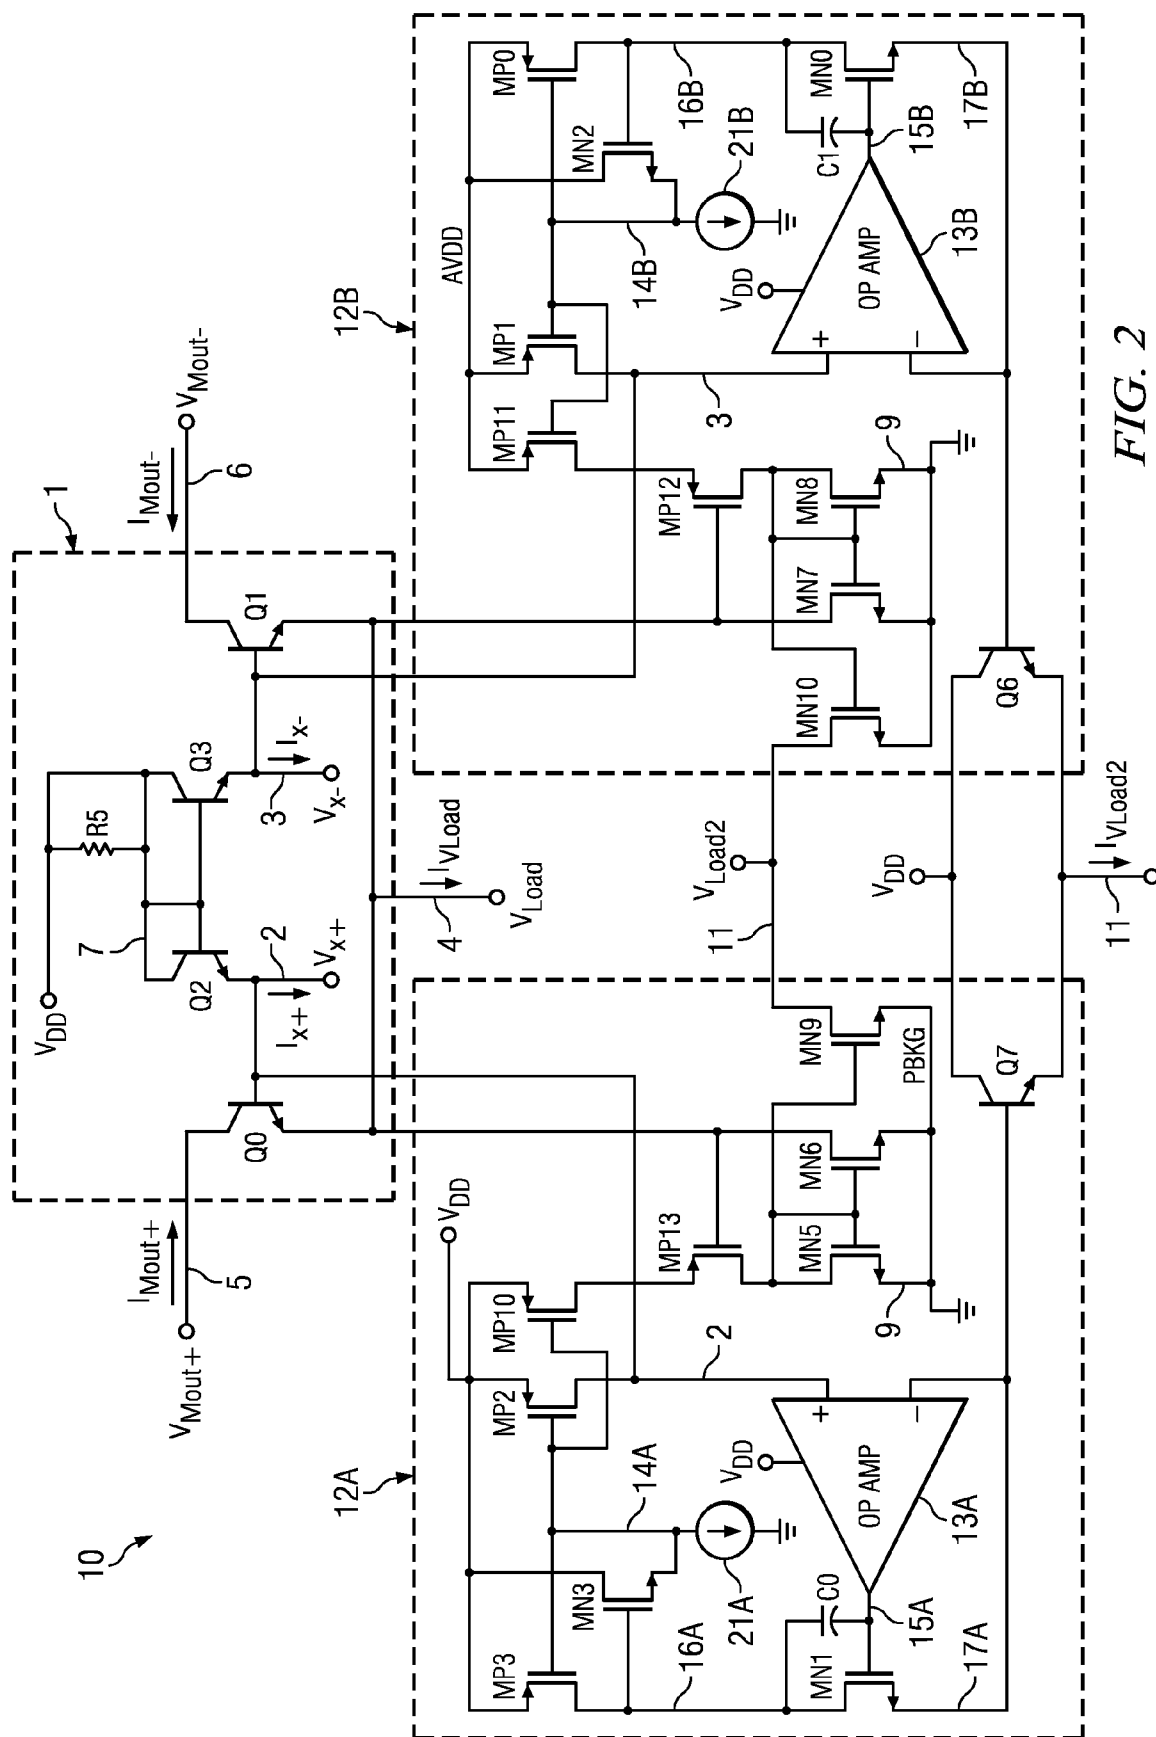 10
1
I_Mout+
V_Mout+
5
I_Mout-
V_Mout-
6
V_DD
7
R5
Q0
Q2
Q3
Q1
I_x+
2
V_x+
I_x-
3
V_x-
I_VLoad
4
V_Load
12A
V_DD
MP3
MP2
MP10
MN3
14A
16A
21A
MP13
2
V_DD
OP AMP
+
−
13A
C0
15A
MN1
17A
MN5
MN6
9
MN9
PBKG
Q7
11
V_Load2
V_DD
I_VLoad2
11
12B
AVDD
MP11
MP1
MP0
MN2
14B
16B
21B
MP12
3
V_DD
OP AMP
+
−
13B
C1
15B
MN0
17B
MN10
MN7
MN8
9
Q6
FIG. 2